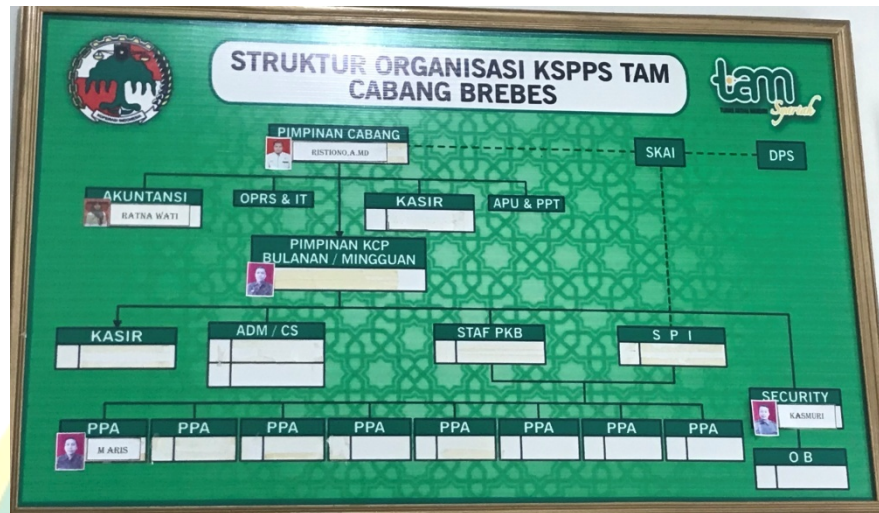 STRUKTUR ORGANISASI KSPPS TAM
CABANG BREBES
tam
Syariah
PIMPINAN CABANG
RISTIONO,A.MD
SKAI
DPS
AKUNTANSI
RATNA WATI
OPRS & IT
KASIR
APU & PPT
PIMPINAN KCP
BULANAN / MINGGUAN
KASIR
ADM / CS
STAF PKB
S P I
SECURITY
KASMURI
PPA
M ARIS
PPA
PPA
PPA
PPA
PPA
PPA
PPA
O B